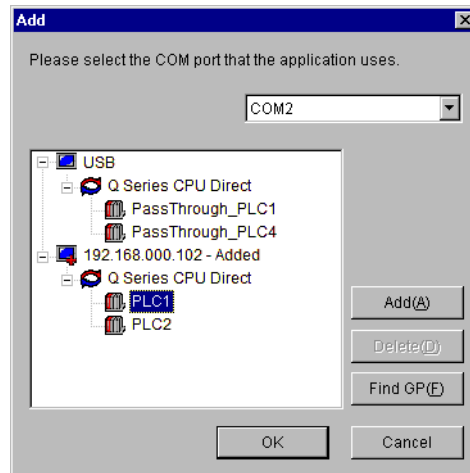 Add
Please select the COM port that the application uses.
COM2
USB
Q Series CPU Direct
PassThrough_PLC1
PassThrough_PLC4
192.168.000.102 - Added
Q Series CPU Direct
PLC1
PLC2
Add(A)
Delete(D)
Find GP(F)
OK
Cancel